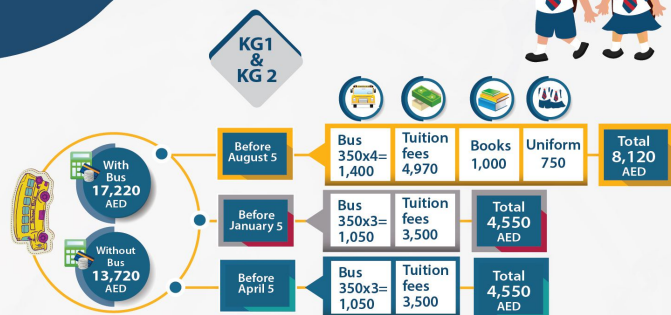 KG1
&
KG 2
With
Bus
17,220
AED
Without
Bus
13,720
AED
Before
August 5
Bus
350x4=
1,400
Tuition
fees
4,970
Books
1,000
Uniform
750
Total
8,120
AED
Before
January 5
Bus
350x3=
1,050
Tuition
fees
3,500
Total
4,550
AED
Before
April 5
Bus
350x3=
1,050
Tuition
fees
3,500
Total
4,550
AED